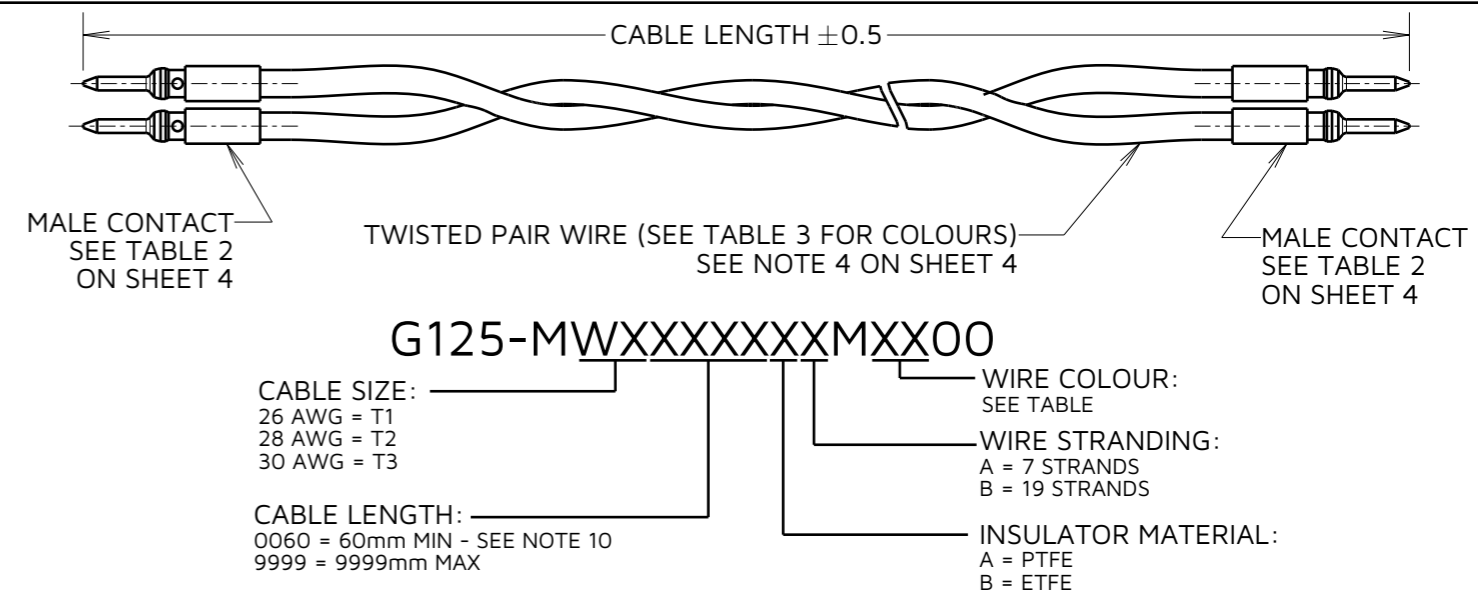 CABLE LENGTH ±0.5
MALE CONTACT
SEE TABLE 2
ON SHEET 4
TWISTED PAIR WIRE (SEE TABLE 3 FOR COLOURS)
SEE NOTE 4 ON SHEET 4
MALE CONTACT
SEE TABLE 2
ON SHEET 4
G125-MWXXXXXXXMXX00
CABLE SIZE:
26 AWG = T1
28 AWG = T2
30 AWG = T3
CABLE LENGTH:
0060 = 60mm MIN - SEE NOTE 10
9999 = 9999mm MAX
WIRE COLOUR:
SEE TABLE
WIRE STRANDING:
A = 7 STRANDS
B = 19 STRANDS
INSULATOR MATERIAL:
A = PTFE
B = ETFE